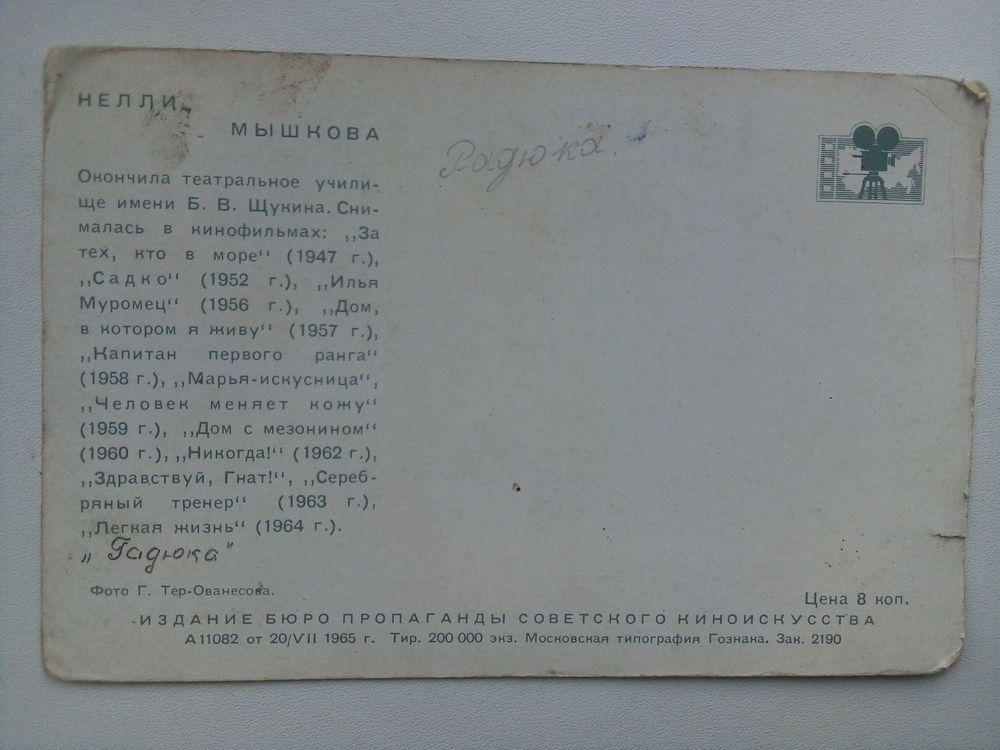 НЕЛЛИ
МЫШКОВА
Радюка.
Окончила театральное учили-
ще имени Б. В. Щукина. Сни-
малась в кинофильмах: ,,За
тех, кто в море“ (1947 г.),
,,Садко“ (1952 г.), ,,Илья
Муромец“ (1956 г.), ,,Дом,
в котором я живу“ (1957 г.),
,,Капитан первого ранга“
(1958 г.), ,,Марья-искусница“,
,,Человек меняет кожу“
(1959 г.), ,,Дом с мезонином“
(1960 г.), ,,Никогда!“ (1962 г.),
,,Здравствуй, Гнат!“, ,,Сереб-
ряный тренер“ (1963 г.),
,,Легкая жизнь“ (1964 г.).
„Гадюка"
Фото Г. Тер-Ованесова.
Цена 8 коп.
ИЗДАНИЕ БЮРО ПРОПАГАНДЫ СОВЕТСКОГО КИНОИСКУССТВА
А11082 от 20/VII 1965 г. Тир. 200 000 экз. Московская типография Гознака. Зак. 2190